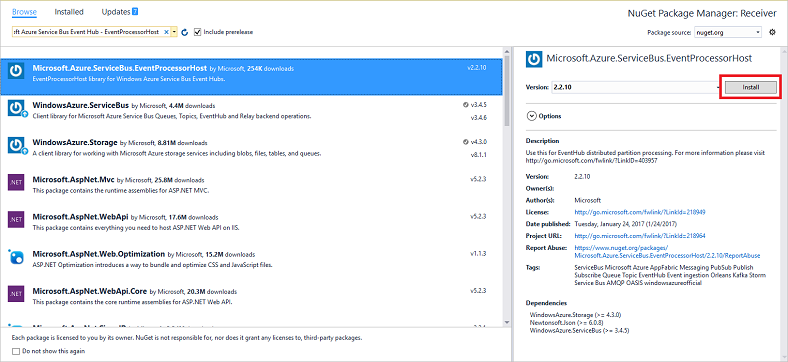 Browse Installed Updates 2
NuGet Package Manager: Receiver
ft Azure Service Bus Event Hub - EventProcessorHost
Include prerelease
Package source: nuget.org
Microsoft.Azure.ServiceBus.EventProcessorHost by Microsoft, 254K downloads v2.2.10
EventProcessorHost library for Windows Azure Service Bus Event Hubs.
WindowsAzure.ServiceBus by Microsoft, 4.4M downloads v3.4.5
Client library for Microsoft Azure Service Bus Queues, Topics, EventHub and Relay backend operations. v3.4.6
WindowsAzure.Storage by Microsoft, 8.81M downloads v4.3.0
A client library for working with Microsoft Azure storage services including blobs, files, tables, and queues. v8.1.1
.NET
Microsoft.AspNet.Mvc by Microsoft, 25.8M downloads v5.2.3
This package contains the runtime assemblies for ASP.NET MVC.
.NET
Microsoft.AspNet.WebApi by Microsoft, 17.6M downloads v5.2.3
This package contains everything you need to host ASP.NET Web API on IIS.
Microsoft.AspNet.Web.Optimization by Microsoft, 15.2M downloads v1.1.3
ASP.NET Optimization introduces a way to bundle and optimize CSS and JavaScript files.
.NET
Microsoft.AspNet.WebApi.Core by Microsoft, 20.3M downloads v5.2.3
This package contains the core runtime assemblies for ASP.NET Web API.
Each package is licensed to you by its owner. NuGet is not responsible for, nor does it grant any licenses to, third-party packages.
Do not show this again
Microsoft.Azure.ServiceBus.EventProcessorHost
Version: 2.2.10 Install
Options
Description
Use this for EventHub distributed partition processing. For more information please visit
http://go.microsoft.com/fwlink/?LinkID=403957
Version: 2.2.10
Owner(s):
Author(s): Microsoft
License: http://go.microsoft.com/fwlink/?LinkId=218949
Date published: Tuesday, January 24, 2017 (1/24/2017)
Project URL: http://go.microsoft.com/fwlink/?LinkId=218964
Report Abuse: https://www.nuget.org/packages/
Microsoft.Azure.ServiceBus.EventProcessorHost/2.2.10/ReportAbuse
Tags: ServiceBus Microsoft Azure AppFabric Messaging PubSub Publish
Subscribe Queue Topic EventHub Event ingestion Orleans Kafka Storm
Service Bus AMQP OASIS windowsazureofficial
Dependencies
WindowsAzure.Storage (>= 4.3.0)
Newtonsoft.Json (>= 6.0.8)
WindowsAzure.ServiceBus (>= 3.4.5)